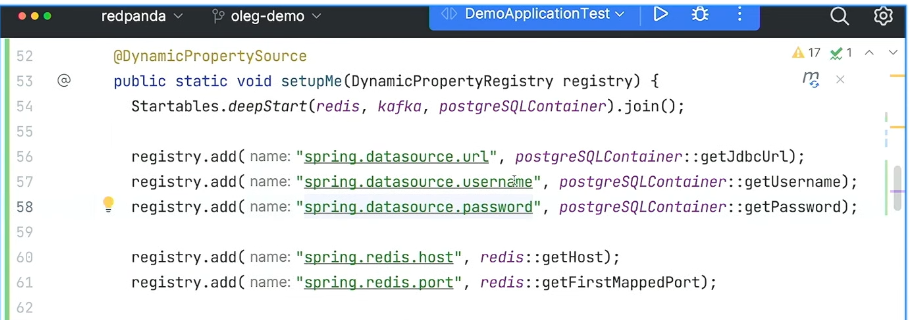 redpanda oleg-demo DemoApplicationTest
52 @DynamicPropertySource 17 1
53 @ public static void setupMe(DynamicPropertyRegistry registry) { m
54 Startables.deepStart(redis, kafka, postgreSQLContainer).join();
55
56 registry.add( name: "spring.datasource.url", postgreSQLContainer::getJdbcUrl);
57 registry.add( name: "spring.datasource.username", postgreSQLContainer::getUsername);
58 registry.add( name: "spring.datasource.password", postgreSQLContainer::getPassword);
59
60 registry.add( name: "spring.redis.host", redis::getHost);
61 registry.add( name: "spring.redis.port", redis::getFirstMappedPort);
62